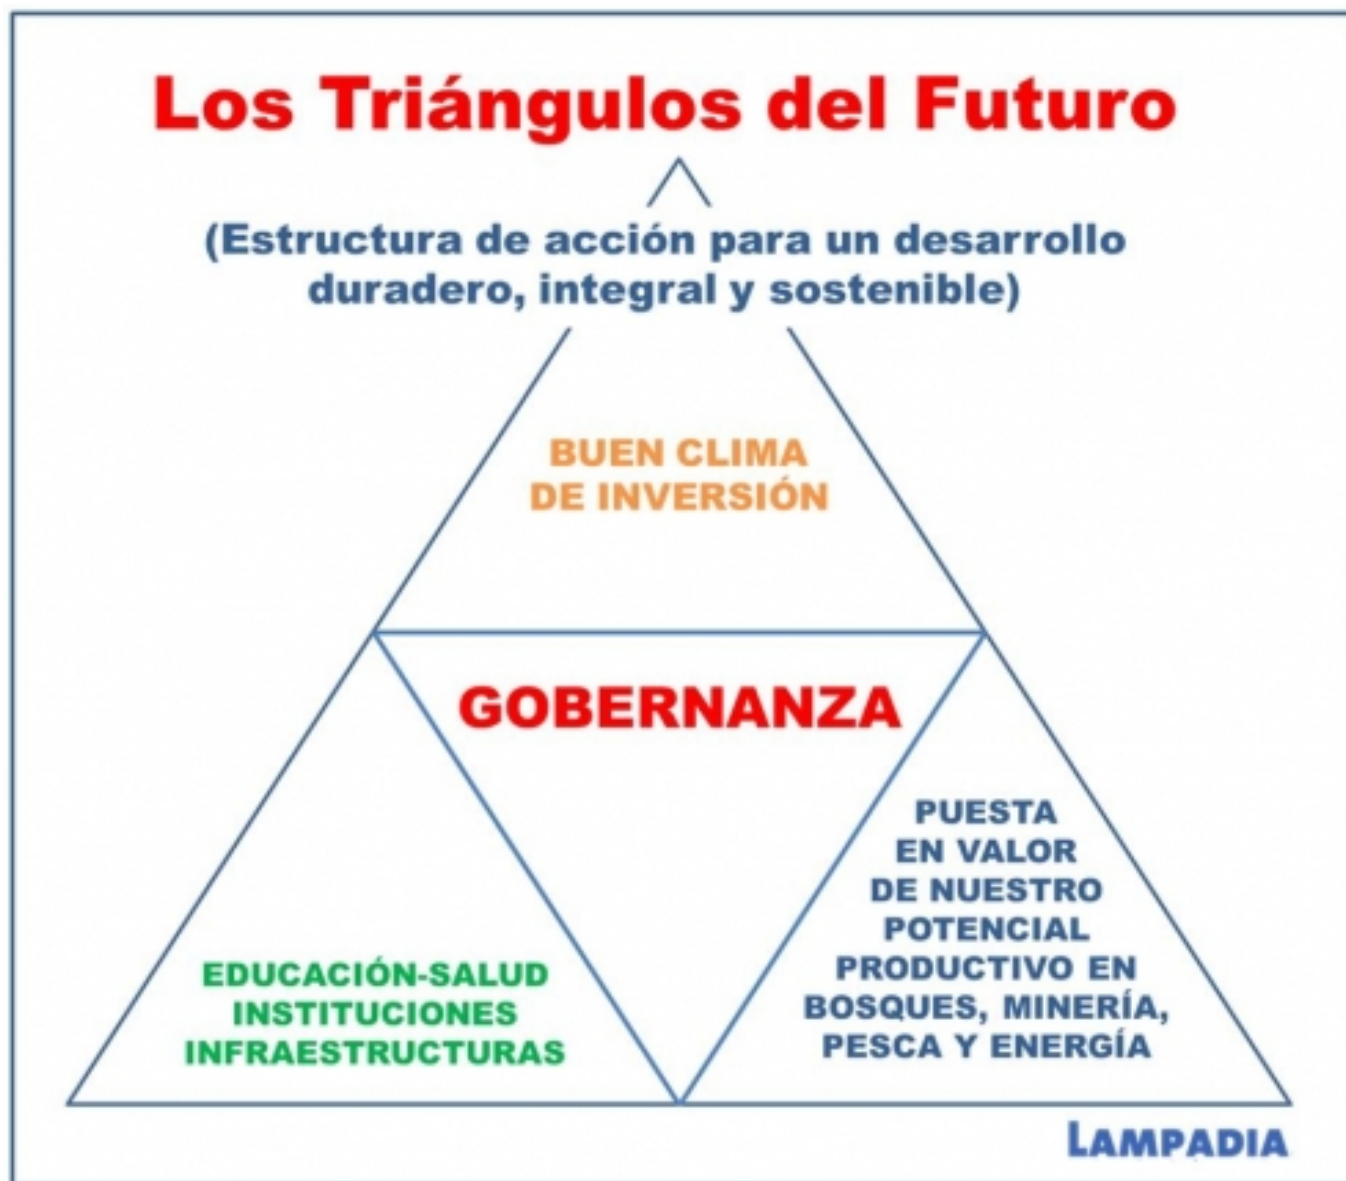 Los Triángulos del Futuro
(Estructura de acción para un desarrollo
duradero, integral y sostenible)
BUEN CLIMA
DE INVERSIÓN
GOBERNANZA
EDUCACIÓN-SALUD
INSTITUCIONES
INFRAESTRUCTURAS
PUESTA
EN VALOR
DE NUESTRO
POTENCIAL
PRODUCTIVO EN
BOSQUES, MINERÍA,
PESCA Y ENERGÍA
LAMPADIA